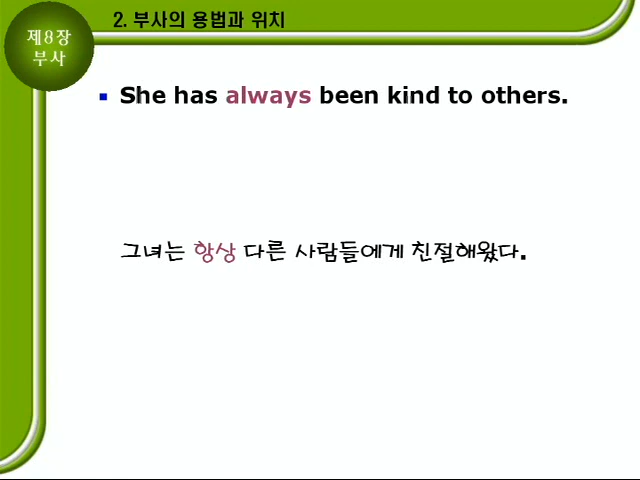 제8장
부사
2. 부사의 용법과 위치
She has always been kind to others.
그녀는 항상 다른 사람들에게 친절해왔다.